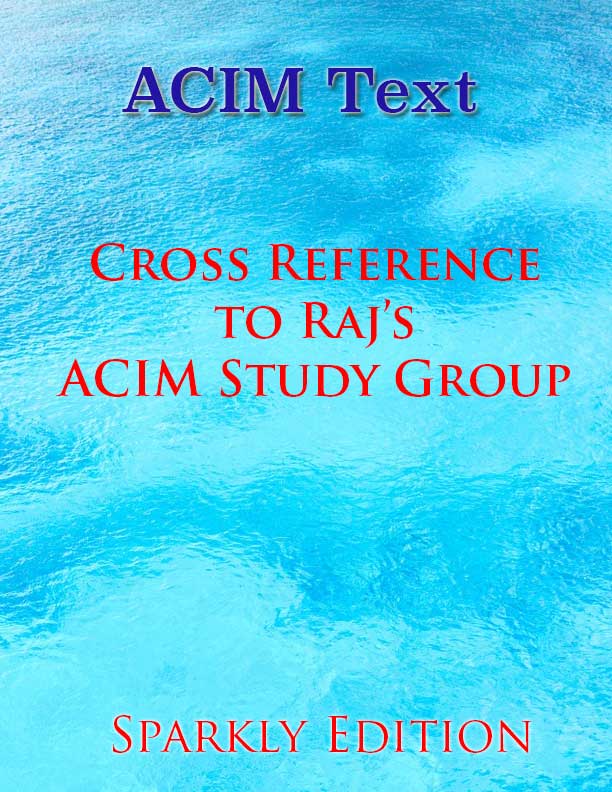 ACIM Text
Cross Reference
to Raj’s
ACIM Study Group
Sparkly Edition